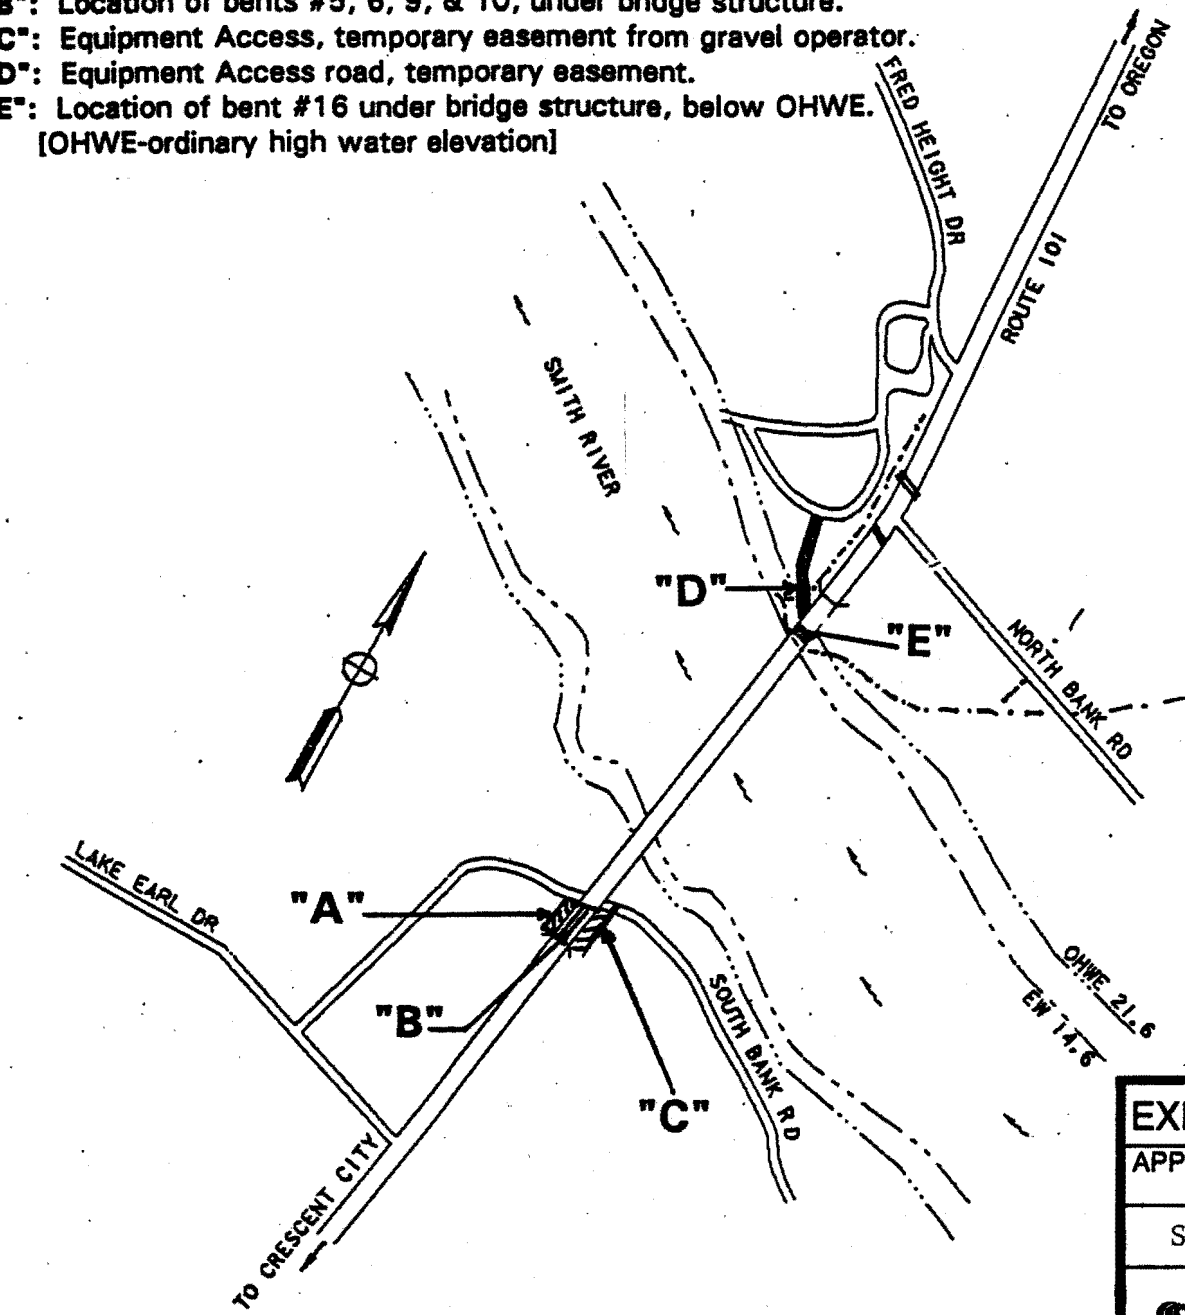 B": Location of bents #5, 6, 9, & 10, under bridge structure.
C": Equipment Access, temporary easement from gravel operator.
D": Equipment Access road, temporary easement.
E": Location of bent #16 under bridge structure, below OHWE.
[OHWE-ordinary high water elevation]
TO OREGON
FRED HEIGHT DR
ROUTE 101
SMITH RIVER
"D"
"E"
NORTH BANK RD
LAKE EARL DR
"A"
"B"
"C"
SOUTH BANK RD
OHWE 21.6
EW 14.6
TO CRESCENT CITY
APP
S